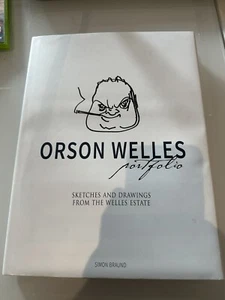 ORSON WELLES
portfolio
SKETCHES AND DRAWINGS
FROM THE WELLES ESTATE
SIMON BRAUND